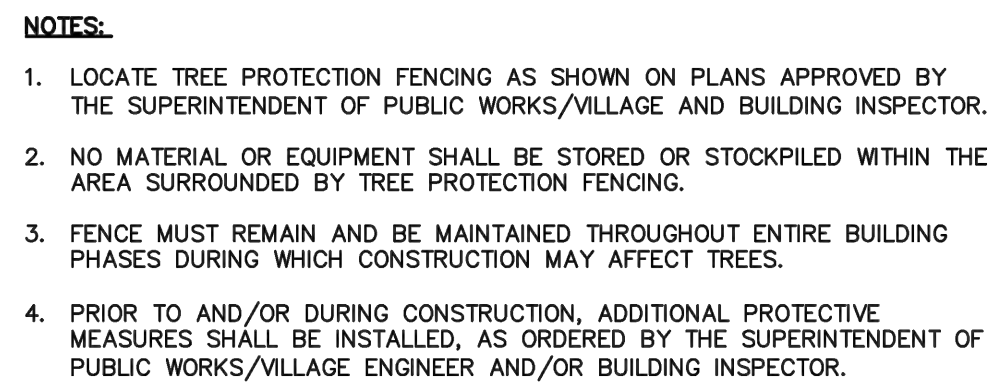 NOTES:
1. LOCATE TREE PROTECTION FENCING AS SHOWN ON PLANS APPROVED BY
THE SUPERINTENDENT OF PUBLIC WORKS/VILLAGE AND BUILDING INSPECTOR.
2. NO MATERIAL OR EQUIPMENT SHALL BE STORED OR STOCKPILED WITHIN THE
AREA SURROUNDED BY TREE PROTECTION FENCING.
3. FENCE MUST REMAIN AND BE MAINTAINED THROUGHOUT ENTIRE BUILDING
PHASES DURING WHICH CONSTRUCTION MAY AFFECT TREES.
4. PRIOR TO AND/OR DURING CONSTRUCTION, ADDITIONAL PROTECTIVE
MEASURES SHALL BE INSTALLED, AS ORDERED BY THE SUPERINTENDENT OF
PUBLIC WORKS/VILLAGE ENGINEER AND/OR BUILDING INSPECTOR.